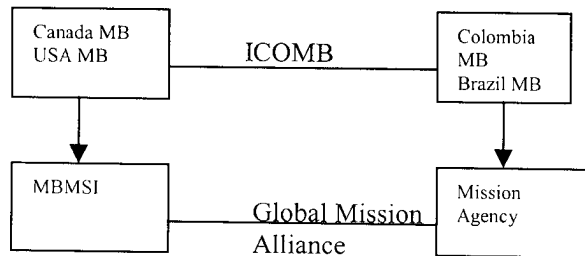 Canada MB
USA MB
ICOMB
Colombia
MB
Brazil MB
MBMSI
Global Mission
Alliance
Mission
Agency